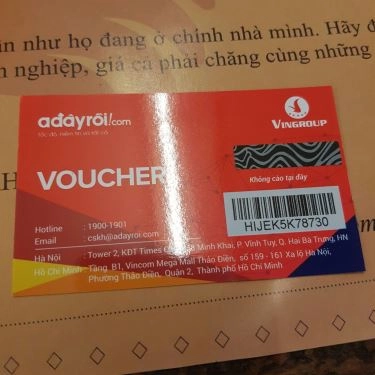 ìn như họ đang ở chính nhà mình. Hãy đ
n nghiệp, giá cả phải chăng cùng những
adayroi.com
VINGROUP
VOUCHER
Không cào tại đây
HIJEK5K78730
Hotline : 1900-1901
Email : cskh@adayroi.com
Hà Nội : Tower 2, KĐT Times Minh Khai, P. Vĩnh Tuy, Q. Hai Bà Trưng, HN
Hồ Chí Minh : Tầng B1, Vincom Mega Mall Thảo Điền, số 159 - 161 Xa lộ Hà Nội,
Phường Thảo Điền, Quận 2, Thành phố Hồ Chí Minh